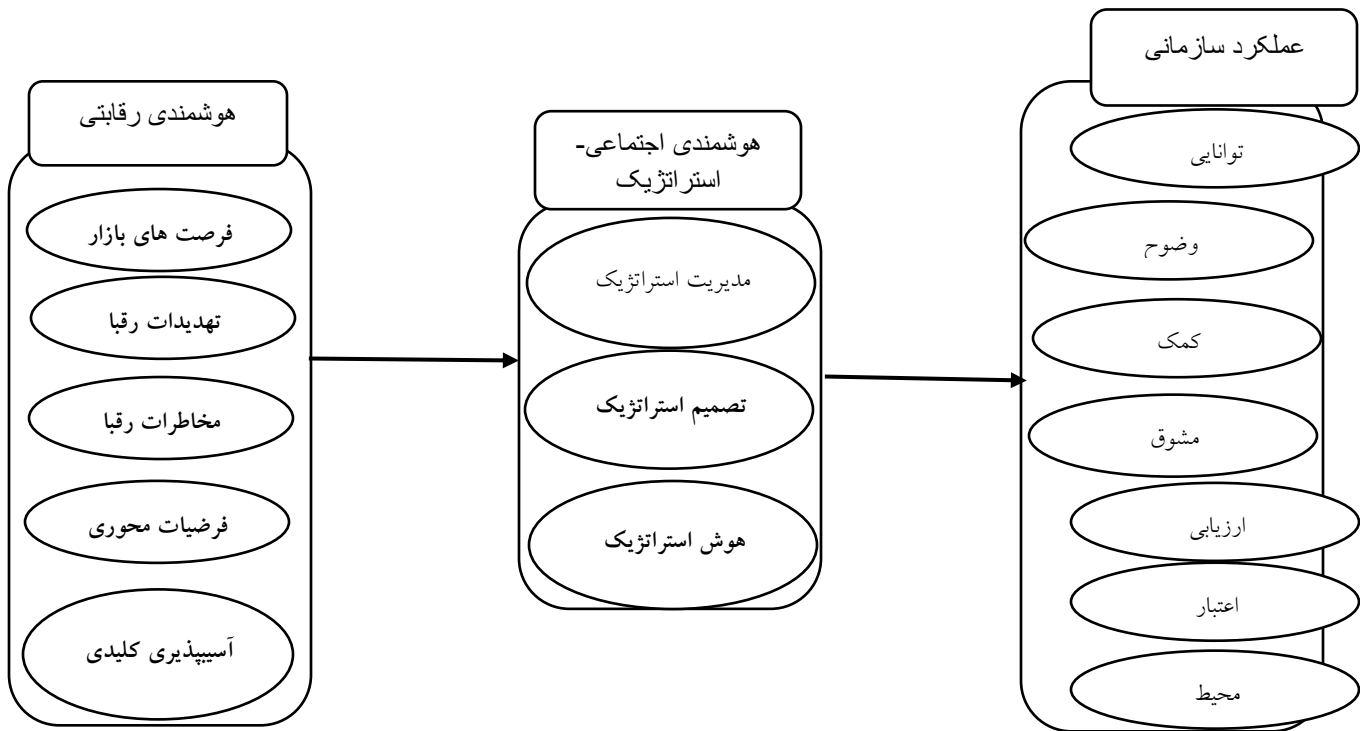 عملکرد سازمانی
توانایی
وضوح
کمک
مشوق
ارزیابی
اعتبار
محیط
هوشمندی اجتماعی-
استراتژیک
مدیریت استراتژیک
تصمیم استراتژیک
هوش استراتژیک
هوشمندی رقابتی
فرصت های بازار
تهدیدات رقبا
مخاطرات رقبا
فرضیات محوری
آسیبپذیری کلیدی